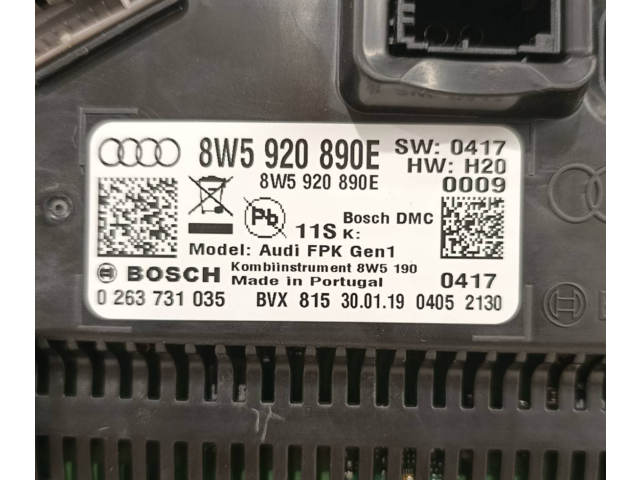 8W5 920 890E SW: 0417
HW: H20
8W5 920 890E 0009
Pb Bosch DMC
11S K:
Model: Audi FPK Gen1
BOSCH Kombiinstrument 8W5 190 0417
Made in Portugal
0 263 731 035 BVX 815 30.01.19 0405 2130